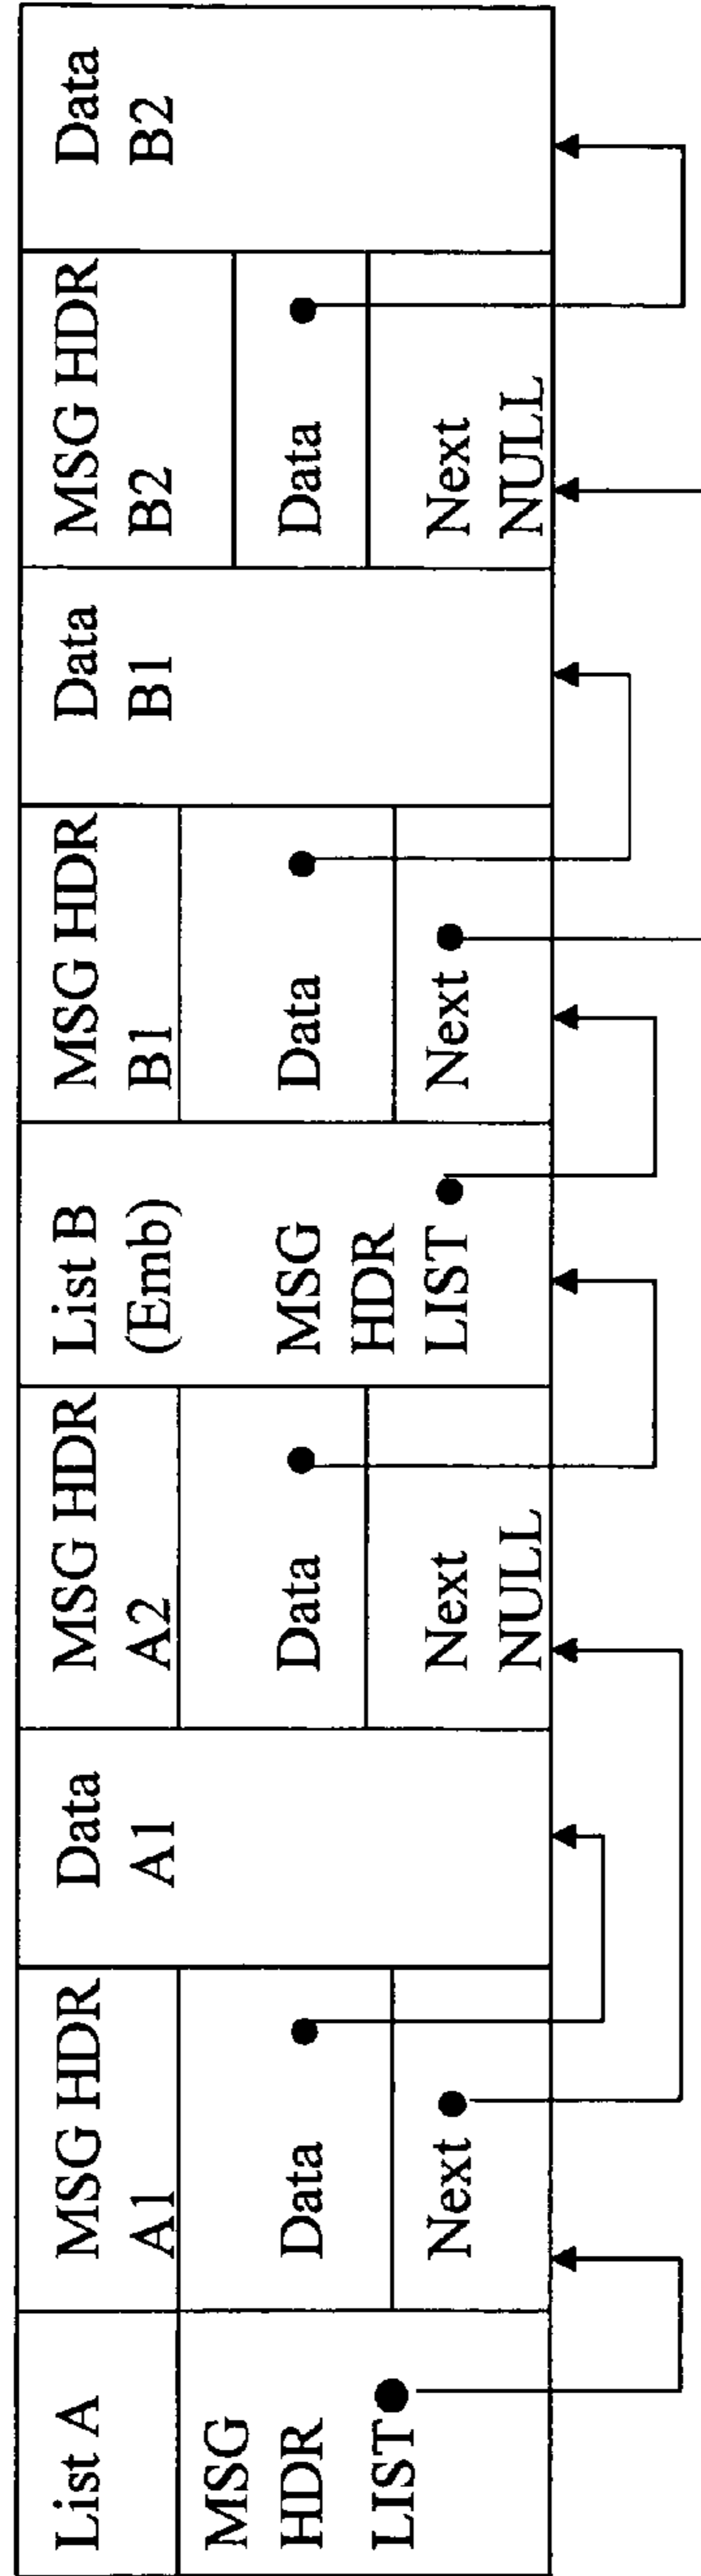 List A
MSG
HDR
LIST
MSG HDR
A1
Data
Next
Data
A1
MSG HDR
A2
Data
Next
NULL
List B
(Emb)
MSG
HDR
LIST
MSG HDR
B1
Data
Next
Data
B1
MSG HDR
B2
Data
Next
NULL
Data
B2